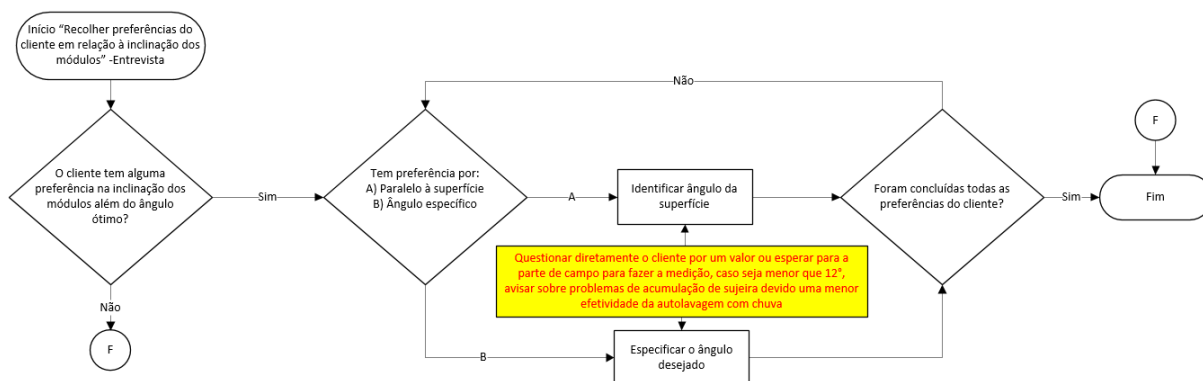 Início “Recolher preferências do
cliente em relação à inclinação dos
módulos” -Entrevista
O cliente tem alguma
preferência na inclinação dos
módulos além do ângulo
ótimo?
Sim
Não
F
Tem preferência por:
A) Paralelo à superfície
B) Ângulo específico
A
B
Identificar ângulo da
superfície
Questionar diretamente o cliente por um valor ou esperar para a
parte de campo para fazer a medição, caso seja menor que 12°,
avisar sobre problemas de acumulação de sujeira devido uma menor
efetividade da autolavagem com chuva
Especificar o ângulo
desejado
Não
Foram concluídas todas as
preferências do cliente?
Sim
F
Fim